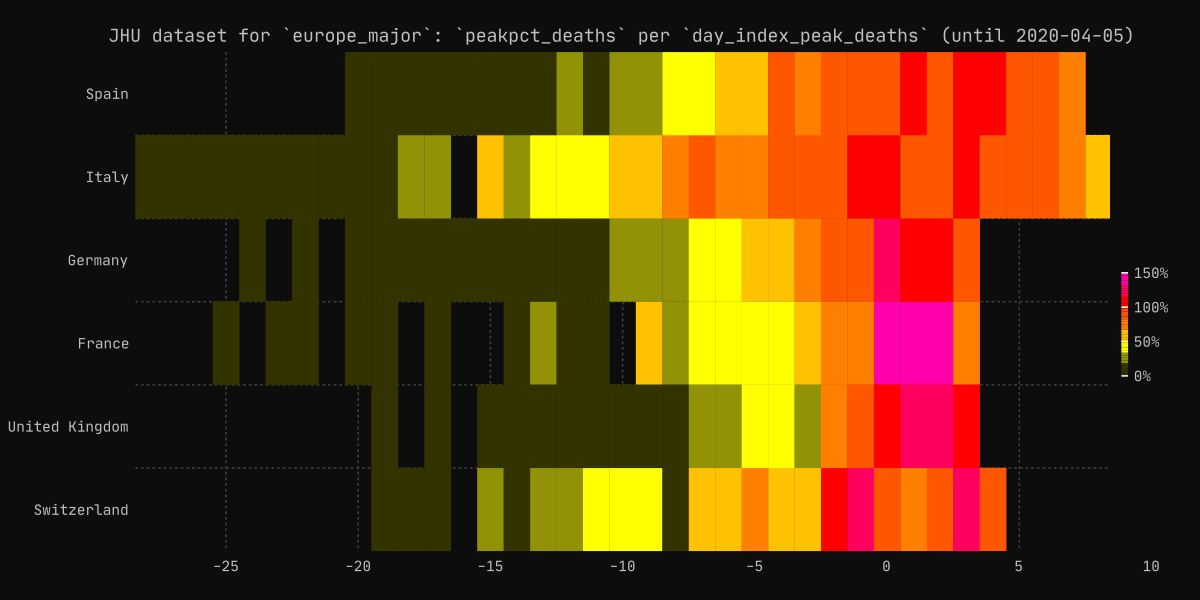 JHU dataset for `europe_major`: `peakpct_deaths` per `day_index_peak_deaths` (until 2020-04-05)
Spain
Italy
Germany
France
United Kingdom
Switzerland
150%
100%
50%
0%
-25 -20 -15 -10 -5 0 5 10